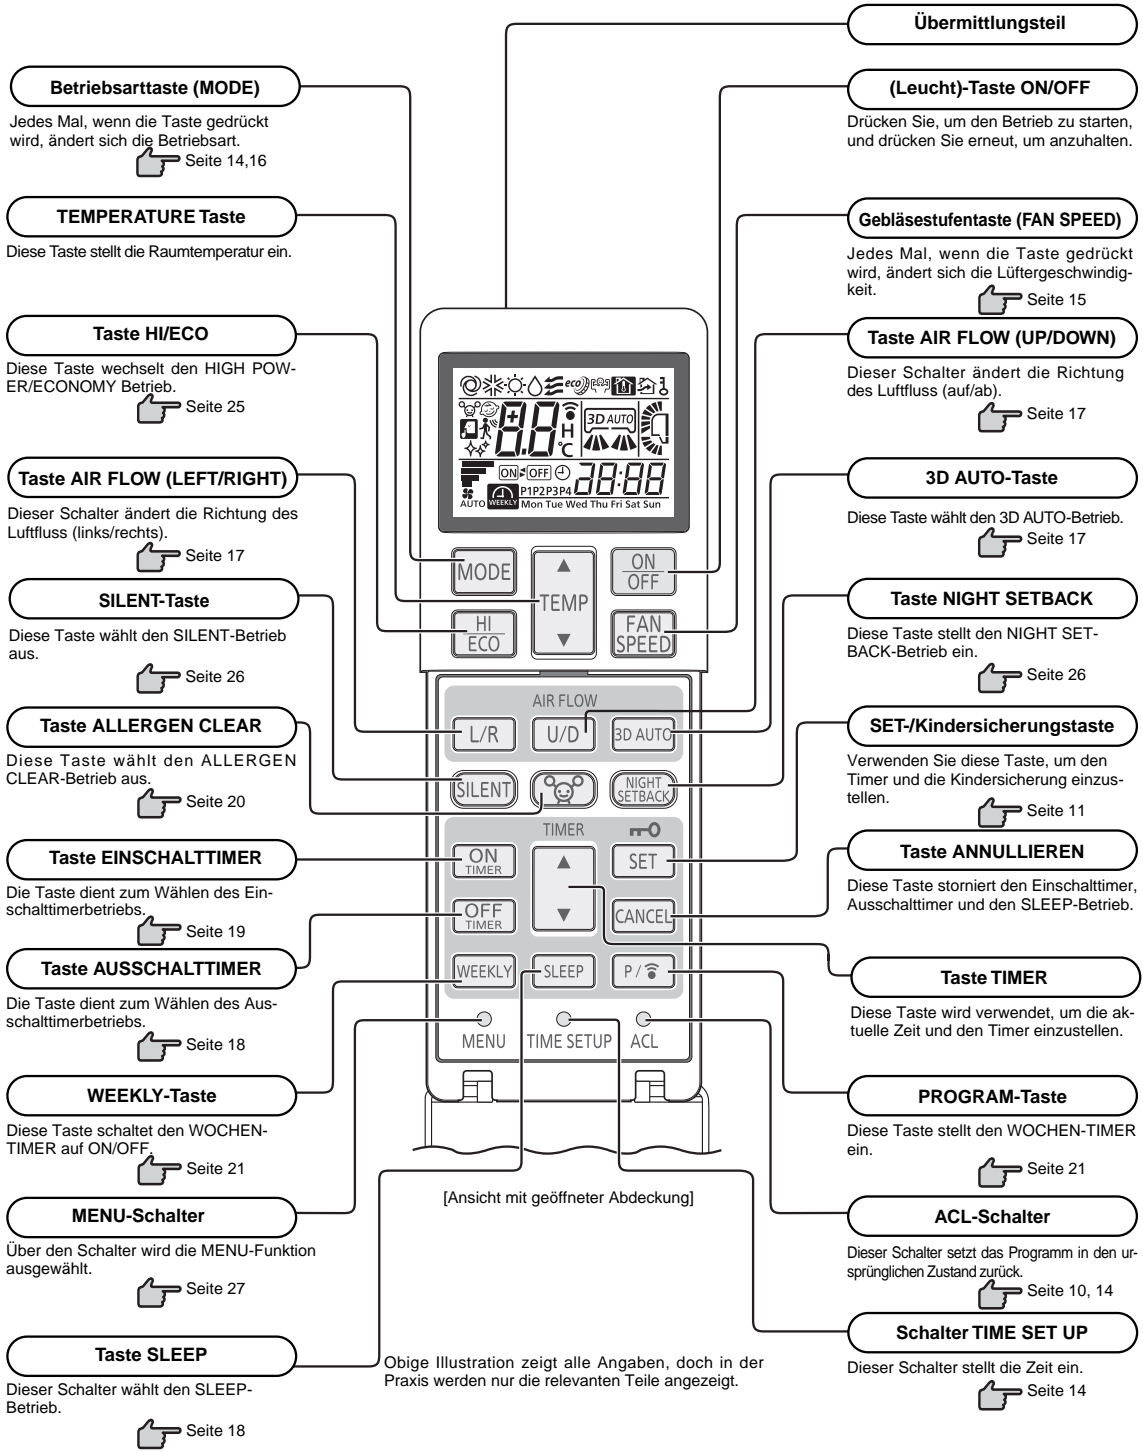 Übermittlungsteil
Betriebsarttaste (MODE)
Jedes Mal, wenn die Taste gedrückt
wird, ändert sich die Betriebsart.
Seite 14,16
TEMPERATURE Taste
Diese Taste stellt die Raumtemperatur ein.
Taste HI/ECO
Diese Taste wechselt den HIGH POW-
ER/ECONOMY Betrieb.
Seite 25
Taste AIR FLOW (LEFT/RIGHT)
Dieser Schalter ändert die Richtung des
Luftfluss (links/rechts).
Seite 17
SILENT-Taste
Diese Taste wählt den SILENT-Betrieb
aus.
Seite 26
Taste ALLERGEN CLEAR
Diese Taste wählt den ALLERGEN
CLEAR-Betrieb aus.
Seite 20
Taste EINSCHALTTIMER
Die Taste dient zum Wählen des Ein-
schalttimerbetriebs.
Seite 19
Taste AUSSCHALTTIMER
Die Taste dient zum Wählen des Aus-
schalttimerbetriebs.
Seite 18
WEEKLY-Taste
Diese Taste schaltet den WOCHEN-
TIMER auf ON/OFF.
Seite 21
MENU-Schalter
Über den Schalter wird die MENU-Funktion
ausgewählt.
Seite 27
Taste SLEEP
Dieser Schalter wählt den SLEEP-
Betrieb.
Seite 18
eco
3D AUTO
8.8
H
°C
ON OFF
P1P2P3P4
88:88
AUTO
WEEKLY
Mon Tue Wed Thu Fri Sat Sun
MODE
TEMP
ON
OFF
HI
ECO
FAN
SPEED
AIR FLOW
L/R
U/D
3D AUTO
SILENT
NIGHT
SETBACK
TIMER
ON
TIMER
SET
OFF
TIMER
CANCEL
WEEKLY
SLEEP
P /
MENU
TIME SETUP
ACL
[Ansicht mit geöffneter Abdeckung]
Obige Illustration zeigt alle Angaben, doch in der
Praxis werden nur die relevanten Teile angezeigt.
(Leucht)-Taste ON/OFF
Drücken Sie, um den Betrieb zu starten,
und drücken Sie erneut, um anzuhalten.
Gebläsestufentaste (FAN SPEED)
Jedes Mal, wenn die Taste gedrückt
wird, ändert sich die Lüftergeschwindig-
keit.
Seite 15
Taste AIR FLOW (UP/DOWN)
Dieser Schalter ändert die Richtung
des Luftfluss (auf/ab).
Seite 17
3D AUTO-Taste
Diese Taste wählt den 3D AUTO-Betrieb.
Seite 17
Taste NIGHT SETBACK
Diese Taste stellt den NIGHT SET-
BACK-Betrieb ein.
Seite 26
SET-/Kindersicherungstaste
Verwenden Sie diese Taste, um den
Timer und die Kindersicherung einzus-
tellen.
Seite 11
Taste ANNULLIEREN
Diese Taste storniert den Einschalttimer,
Ausschalttimer und den SLEEP-Betrieb.
Taste TIMER
Diese Taste wird verwendet, um die ak-
tuelle Zeit und den Timer einzustellen.
PROGRAM-Taste
Diese Taste stellt den WOCHEN-TIMER
ein.
Seite 21
ACL-Schalter
Dieser Schalter setzt das Programm in den ur-
sprünglichen Zustand zurück.
Seite 10, 14
Schalter TIME SET UP
Dieser Schalter stellt die Zeit ein.
Seite 14